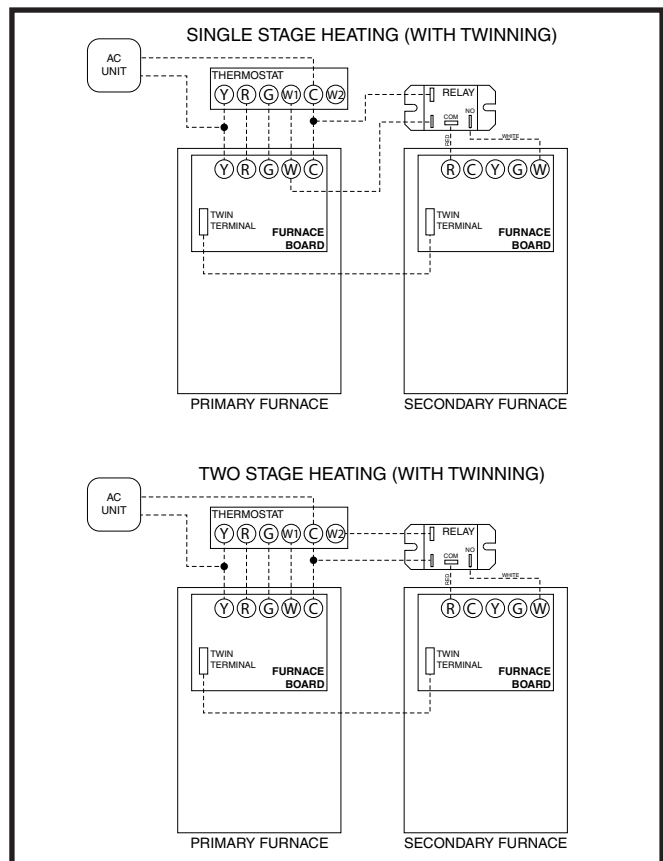 SINGLE STAGE HEATING (WITH TWINNING)
AC
UNIT
THERMOSTAT
Y R G W1 C W2
RELAY
COM
NO
RED
WHITE
Y R G W C
R C Y G W
TWIN
TERMINAL
FURNACE
BOARD
TWIN
TERMINAL
FURNACE
BOARD
PRIMARY FURNACE
SECONDARY FURNACE
TWO STAGE HEATING (WITH TWINNING)
AC
UNIT
THERMOSTAT
Y R G W1 C W2
RELAY
COM
NO
RED
WHITE
Y R G W C
R C Y G W
TWIN
TERMINAL
FURNACE
BOARD
TWIN
TERMINAL
FURNACE
BOARD
PRIMARY FURNACE
SECONDARY FURNACE